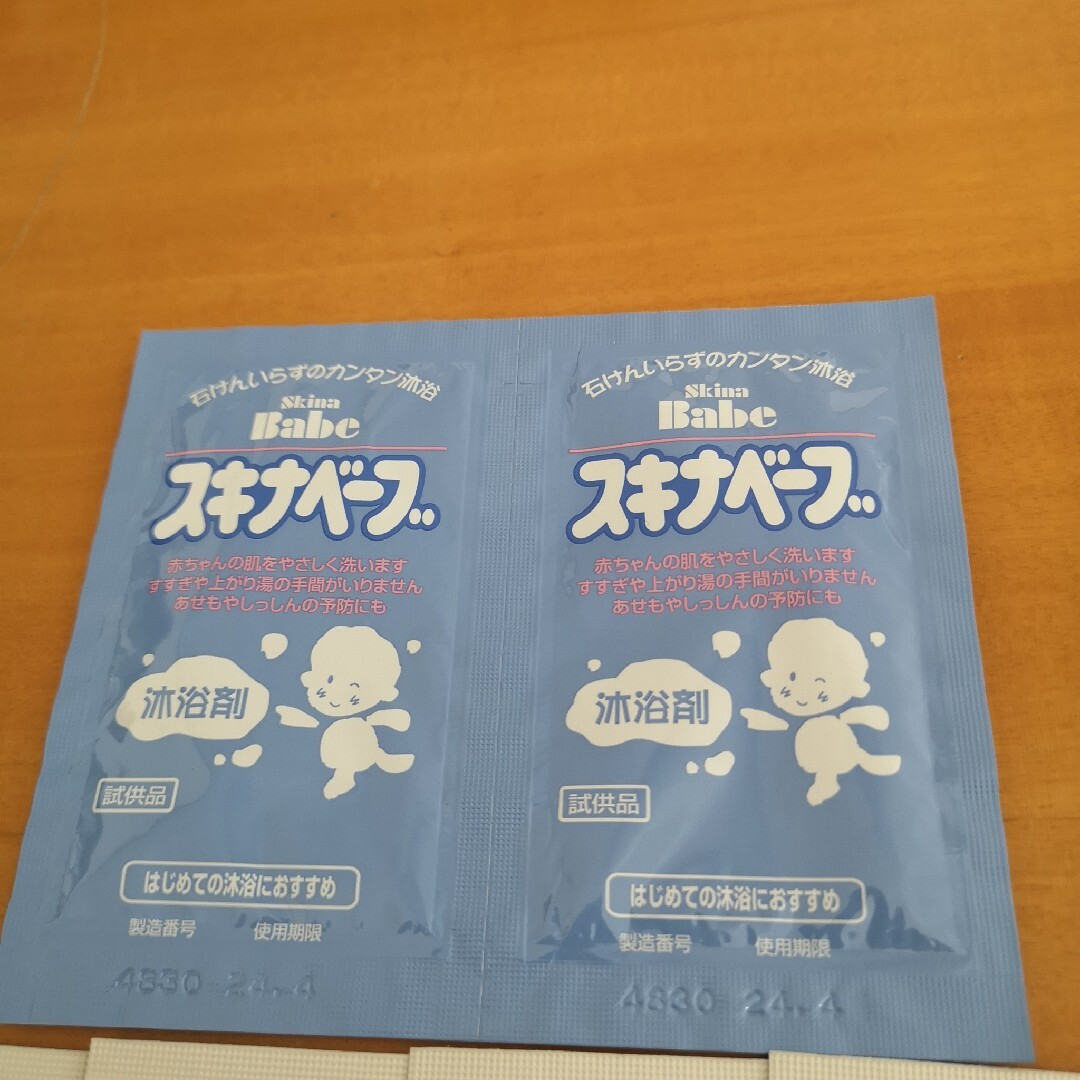 石けんいらずのカンタン沐浴
Skina
Babe
スキナベーブ
赤ちゃんの肌をやさしく洗います
すすぎや上がり湯の手間がいりません
あせもやしっしんの予防にも
沐浴剤
試供品
はじめての沐浴におすすめ
製造番号 使用期限
4830 24.4
石けんいらずのカンタン沐浴
Skina
Babe
スキナベーブ
赤ちゃんの肌をやさしく洗います
すすぎや上がり湯の手間がいりません
あせもやしっしんの予防にも
沐浴剤
試供品
はじめての沐浴におすすめ
製造番号 使用期限
4830 24.4